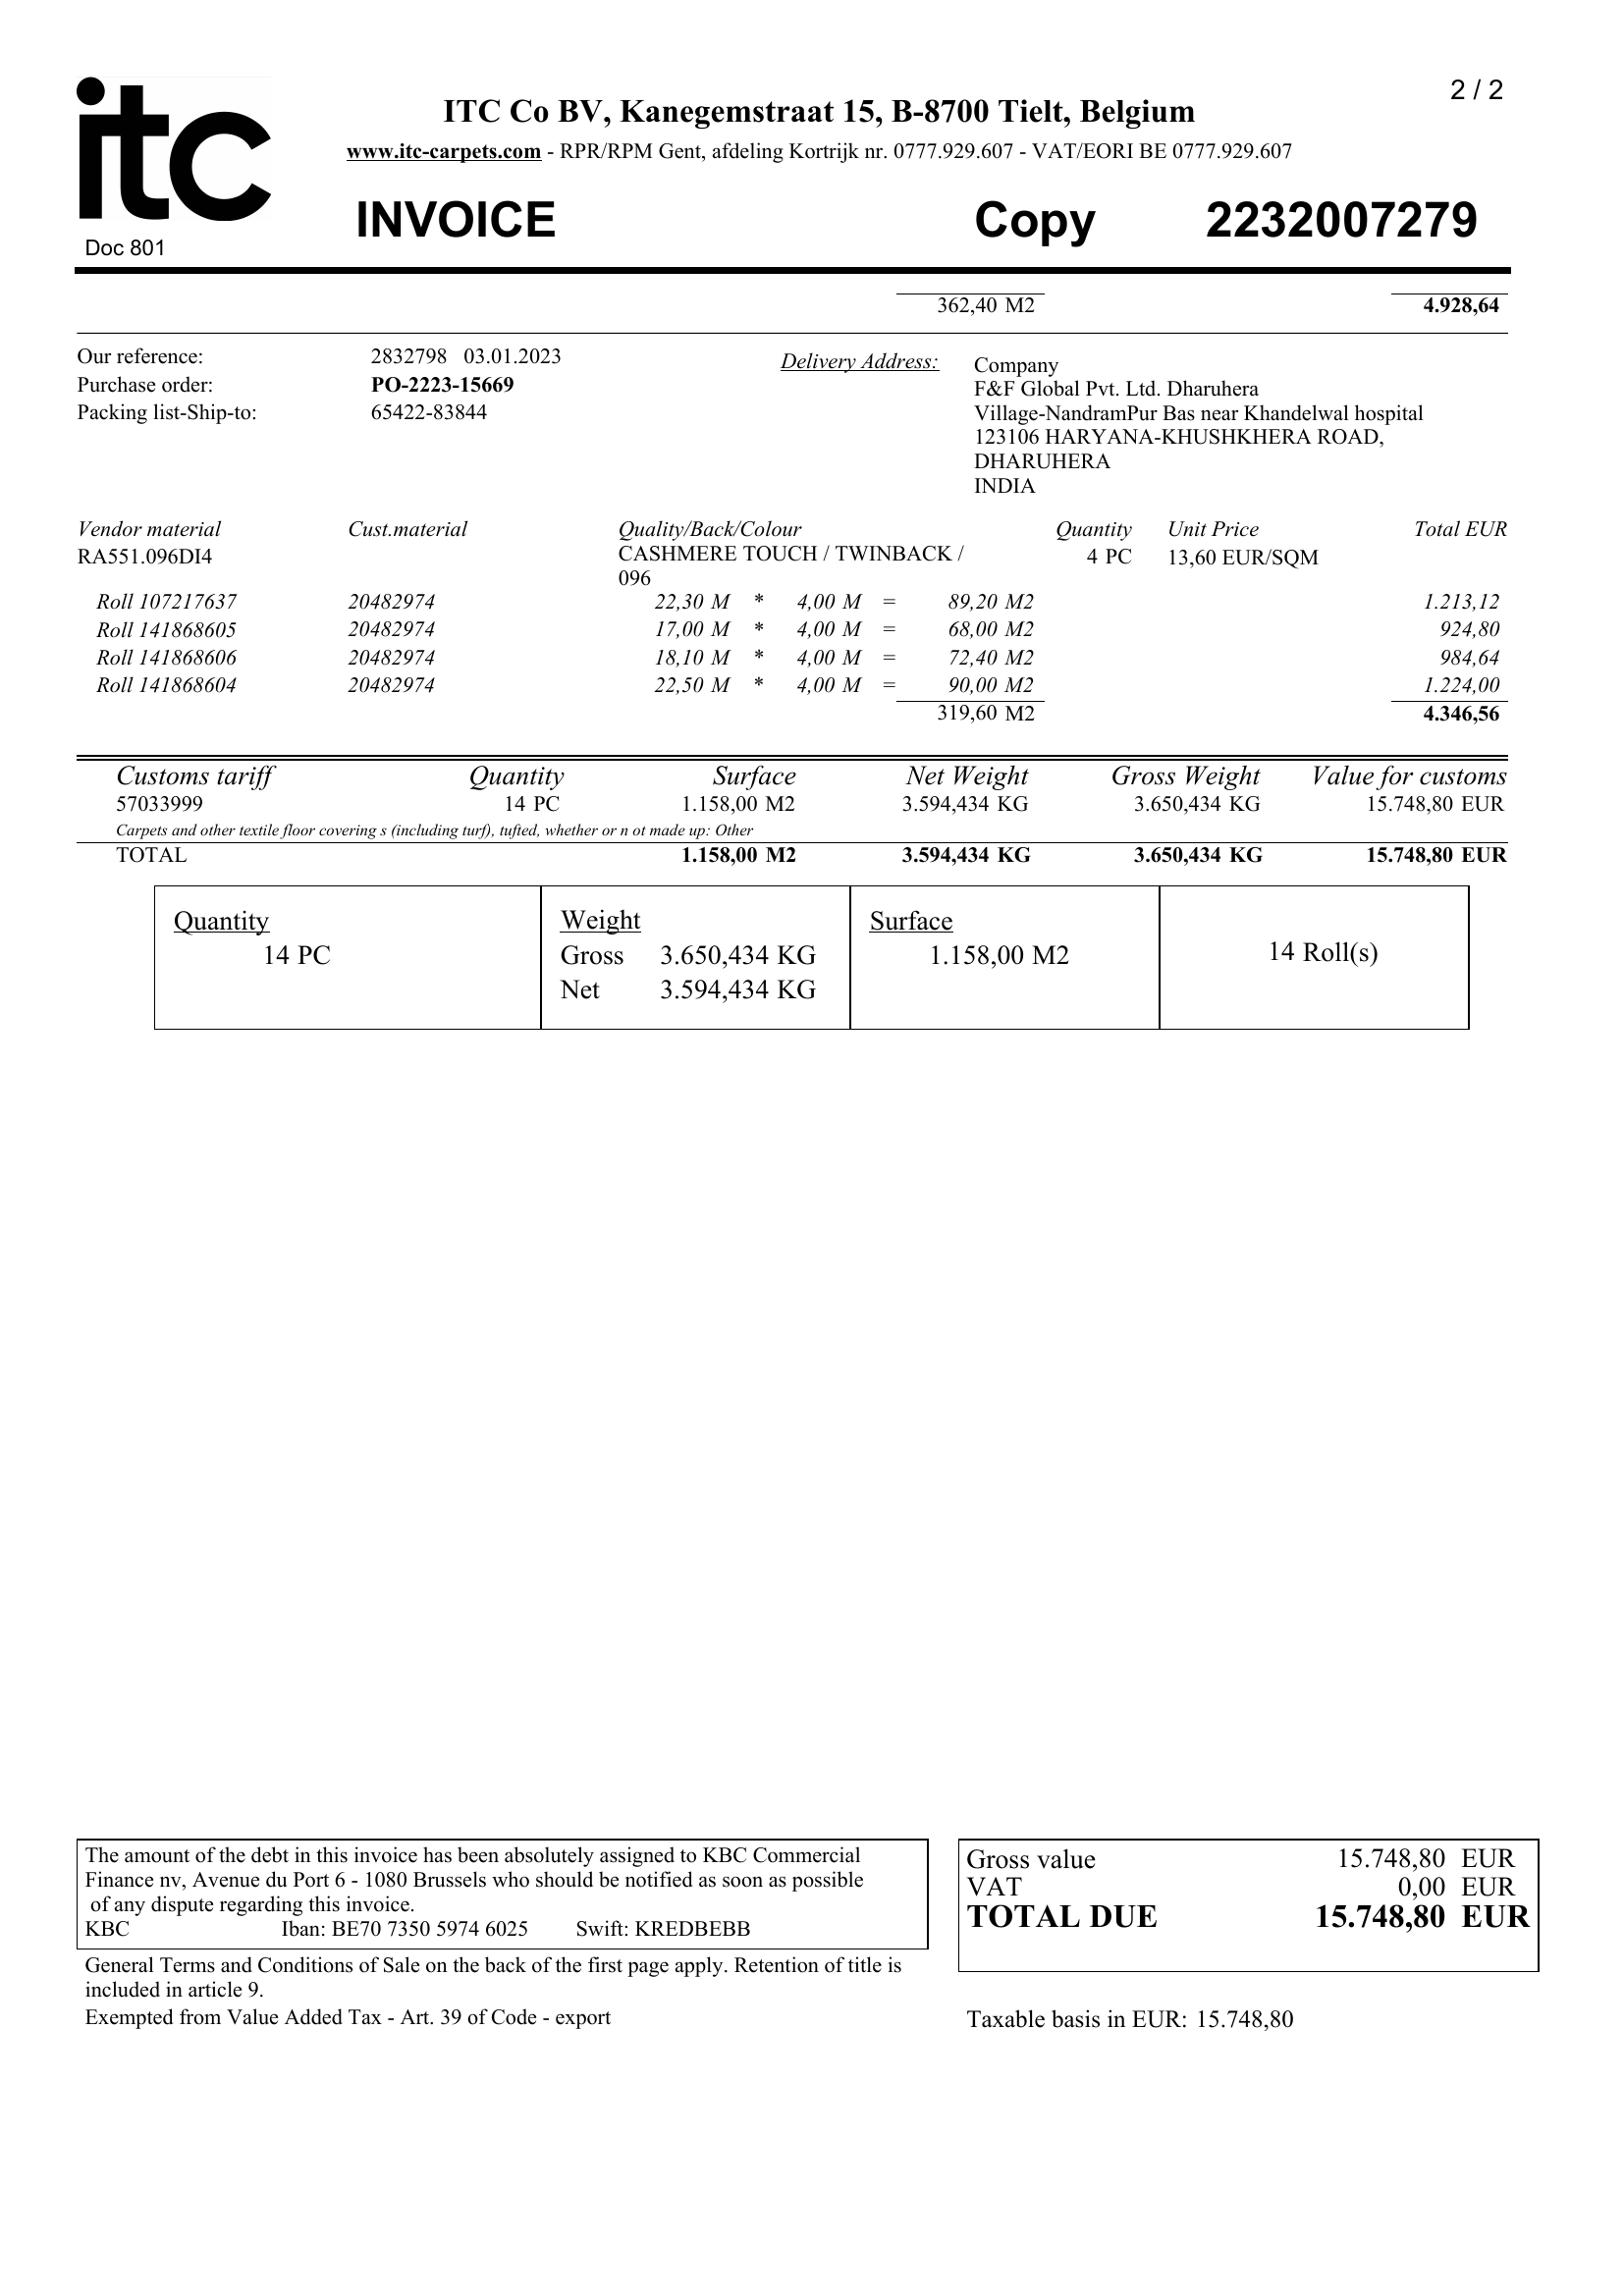 2 / 2
itc
ITC Co BV, Kanegemstraat 15, B-8700 Tielt, Belgium
www.itc-carpets.com - RPR/RPM Gent, afdeling Kortrijk nr. 0777.929.607 - VAT/EORI BE 0777.929.607
INVOICE Copy 2232007279
Doc 801
362,40 M2 4.928,64
Our reference: 2832798 03.01.2023
Purchase order: PO-2223-15669
Packing list-Ship-to: 65422-83844
Delivery Address: Company
F&F Global Pvt. Ltd. Dharuhera
Village-NandramPur Bas near Khandelwal hospital
123106 HARYANA-KHUSHKHERA ROAD,
DHARUHERA
INDIA
Vendor material Cust.material Quality/Back/Colour Quantity Unit Price Total EUR
RA551.096DI4 CASHMERE TOUCH / TWINBACK / 4 PC 13,60 EUR/SQM
096
Roll 107217637 20482974 22,30 M * 4,00 M = 89,20 M2 1.213,12
Roll 141868605 20482974 17,00 M * 4,00 M = 68,00 M2 924,80
Roll 141868606 20482974 18,10 M * 4,00 M = 72,40 M2 984,64
Roll 141868604 20482974 22,50 M * 4,00 M = 90,00 M2 1.224,00
319,60 M2 4.346,56
Customs tariff Quantity Surface Net Weight Gross Weight Value for customs
57033999 14 PC 1.158,00 M2 3.594,434 KG 3.650,434 KG 15.748,80 EUR
Carpets and other textile floor covering s (including turf), tufted, whether or n ot made up: Other
TOTAL 1.158,00 M2 3.594,434 KG 3.650,434 KG 15.748,80 EUR
Quantity Weight Surface
14 PC Gross 3.650,434 KG 1.158,00 M2 14 Roll(s)
Net 3.594,434 KG
The amount of the debt in this invoice has been absolutely assigned to KBC Commercial
Finance nv, Avenue du Port 6 - 1080 Brussels who should be notified as soon as possible
of any dispute regarding this invoice.
KBC Iban: BE70 7350 5974 6025 Swift: KREDBEBB
Gross value 15.748,80 EUR
VAT 0,00 EUR
TOTAL DUE 15.748,80 EUR
General Terms and Conditions of Sale on the back of the first page apply. Retention of title is
included in article 9.
Exempted from Value Added Tax - Art. 39 of Code - export
Taxable basis in EUR: 15.748,80